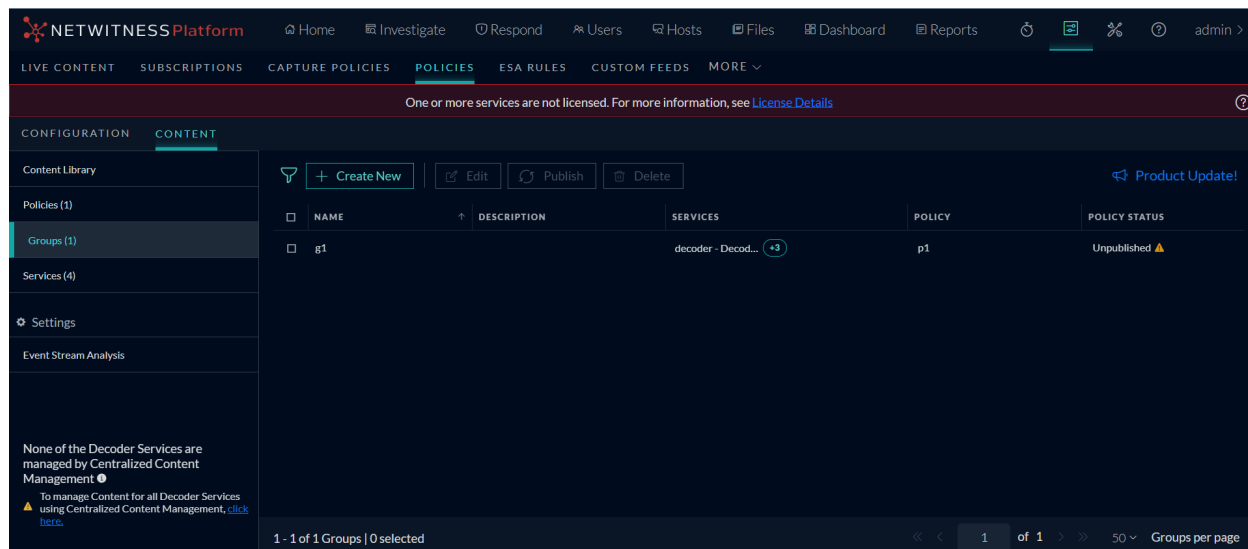 NETWITNESS Platform Home Investigate Respond Users Hosts Files Dashboard Reports admin >
LIVE CONTENT SUBSCRIPTIONS CAPTURE POLICIES POLICIES ESA RULES CUSTOM FEEDS MORE
One or more services are not licensed. For more information, see License Details
CONFIGURATION CONTENT
Content Library
Policies (1)
Groups (1)
Services (4)
Settings
Event Stream Analysis
None of the Decoder Services are
managed by Centralized Content
Management
To manage Content for all Decoder Services
using Centralized Content Management, click
here.
+ Create New Edit Publish Delete Product Update!
NAME ↑ DESCRIPTION SERVICES POLICY POLICY STATUS
g1 decoder - Decod... +3 p1 Unpublished
1 - 1 of 1 Groups | 0 selected << < 1 of 1 > >> 50 Groups per page